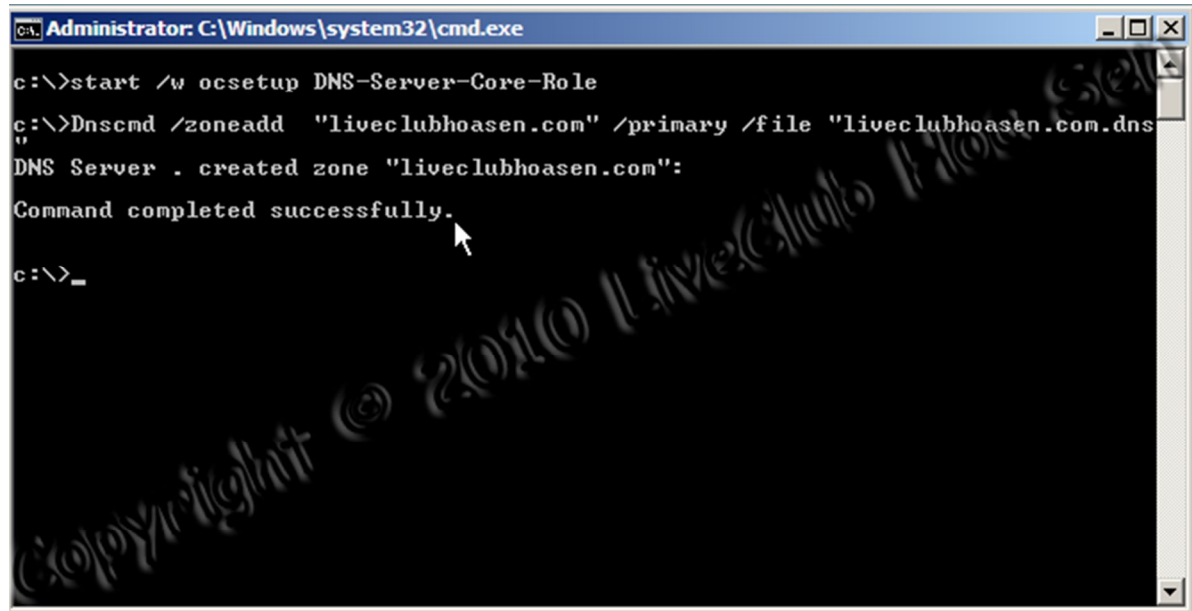 Administrator: C:\Windows\system32\cmd.exe
c:\>start /w ocsetup DNS-Server-Core-Role
c:\>Dnscmd /zoneadd  "liveclubhoasen.com" /primary /file "liveclubhoasen.com.dns
"
DNS Server . created zone "liveclubhoasen.com":
Command completed successfully.
c:\>_
Copyright © 2010 LiveClub Hoa Sen